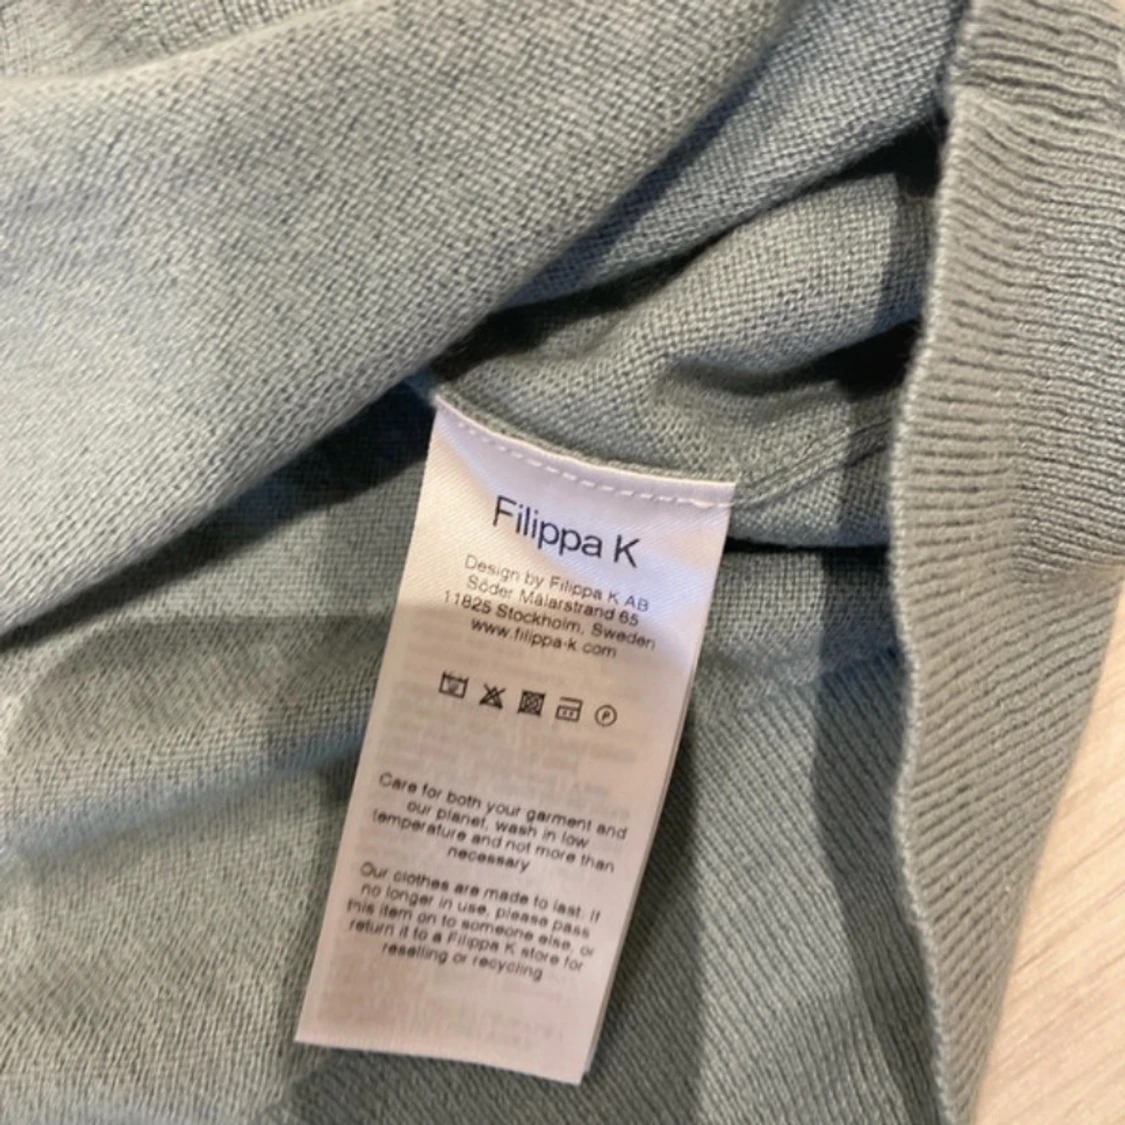 Filippa K
Design by Filippa K AB
Söder Mälarstrand 65
11825 Stockholm, Sweden
www.filippa-k.com
P
Care for both your garment and
our planet, wash in low
temperature and not more than
necessary
Our clothes are made to last. If
no longer in use, please pass
this item on to someone else, or
return it to a Filippa K store for
reselling or recycling